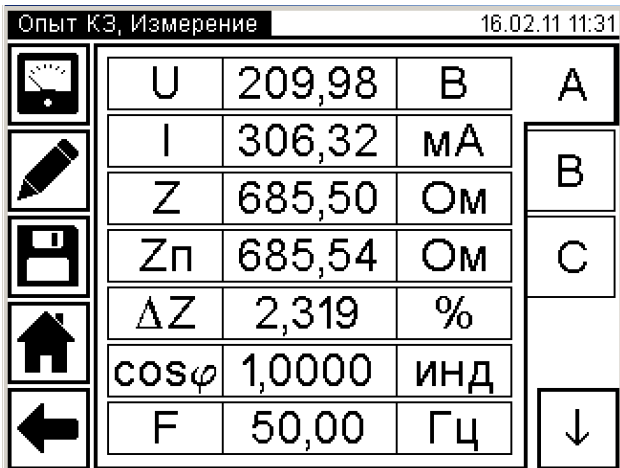 Опыт КЗ, Измерение 16.02.11 11:31
U 209,98 В A
I 306,32 мА
B
Z 685,50 Ом
Zп 685,54 Ом C
ΔZ 2,319 %
cosφ 1,0000 инд
F 50,00 Гц ↓